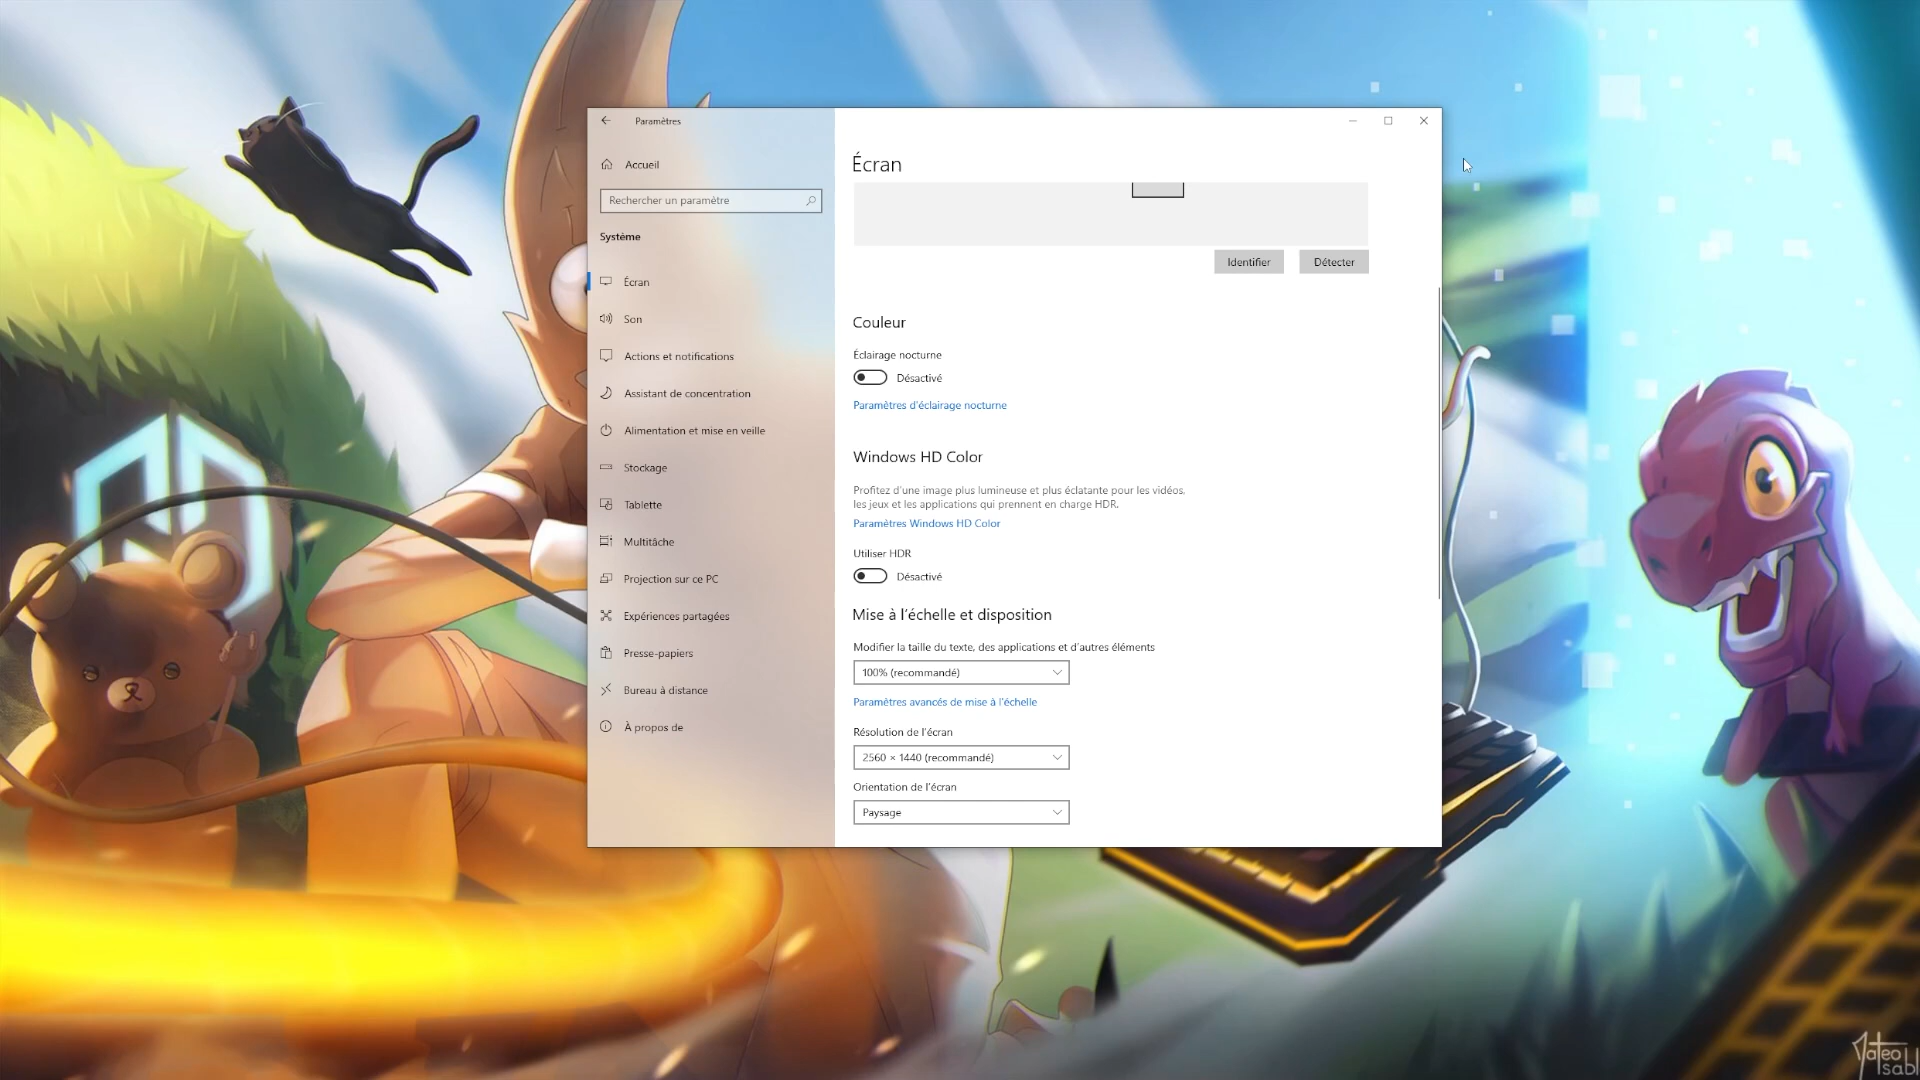 Paramètres
Accueil
Rechercher un paramètre
Système
Écran
Son
Actions et notifications
Assistant de concentration
Alimentation et mise en veille
Stockage
Tablette
Multitâche
Projection sur ce PC
Expériences partagées
Presse-papiers
Bureau à distance
À propos de
Écran
Identifier
Détecter
Couleur
Éclairage nocturne
Désactivé
Paramètres d'éclairage nocturne
Windows HD Color
Profitez d'une image plus lumineuse et plus éclatante pour les vidéos,
les jeux et les applications qui prennent en charge HDR.
Paramètres Windows HD Color
Utiliser HDR
Désactivé
Mise à l'échelle et disposition
Modifier la taille du texte, des applications et d'autres éléments
100% (recommandé)
Paramètres avancés de mise à l'échelle
Résolution de l'écran
2560 × 1440 (recommandé)
Orientation de l'écran
Paysage